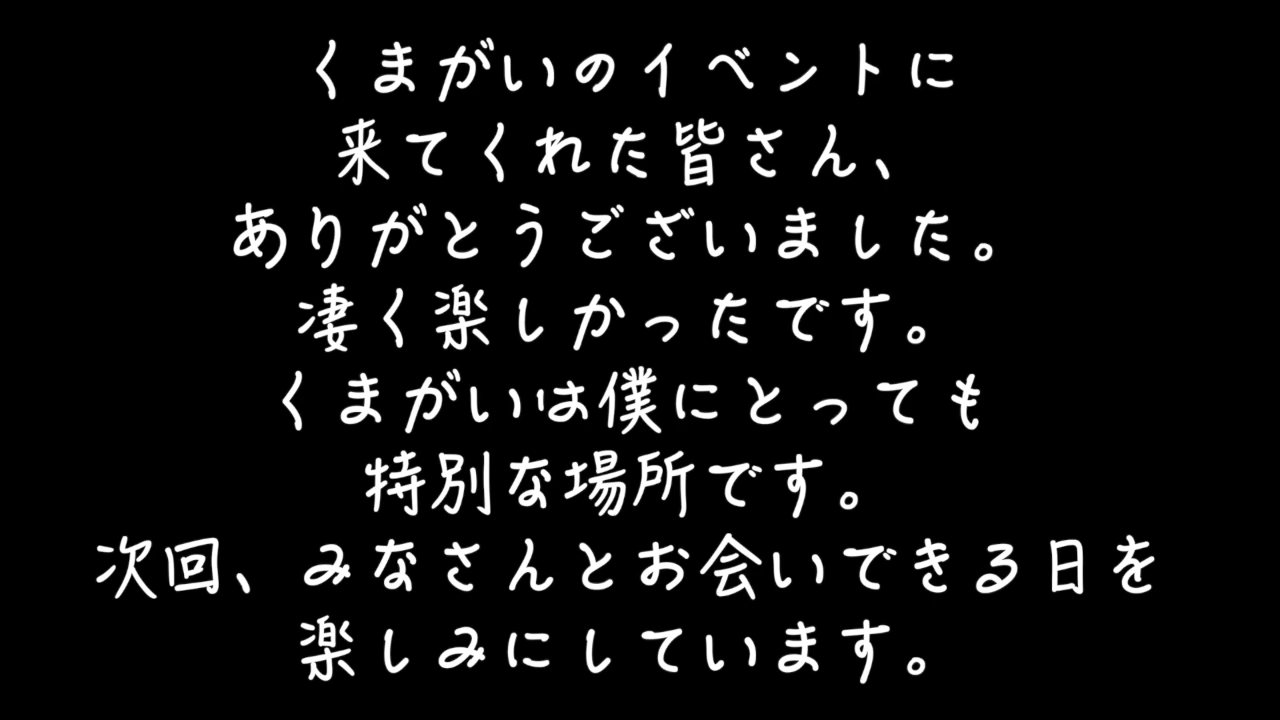 くまがいのイベントに
来てくれた皆さん、
ありがとうございました。
凄く楽しかったです。
くまがいは僕にとっても
特別な場所です。
次回、みなさんとお会いできる日を
楽しみにしています。